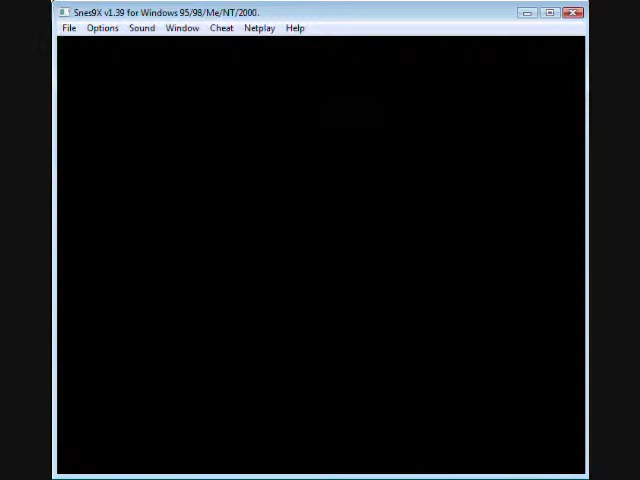 Snes9X v1.39 for Windows 95/98/Me/NT/2000.
File Options Sound Window Cheat Netplay Help